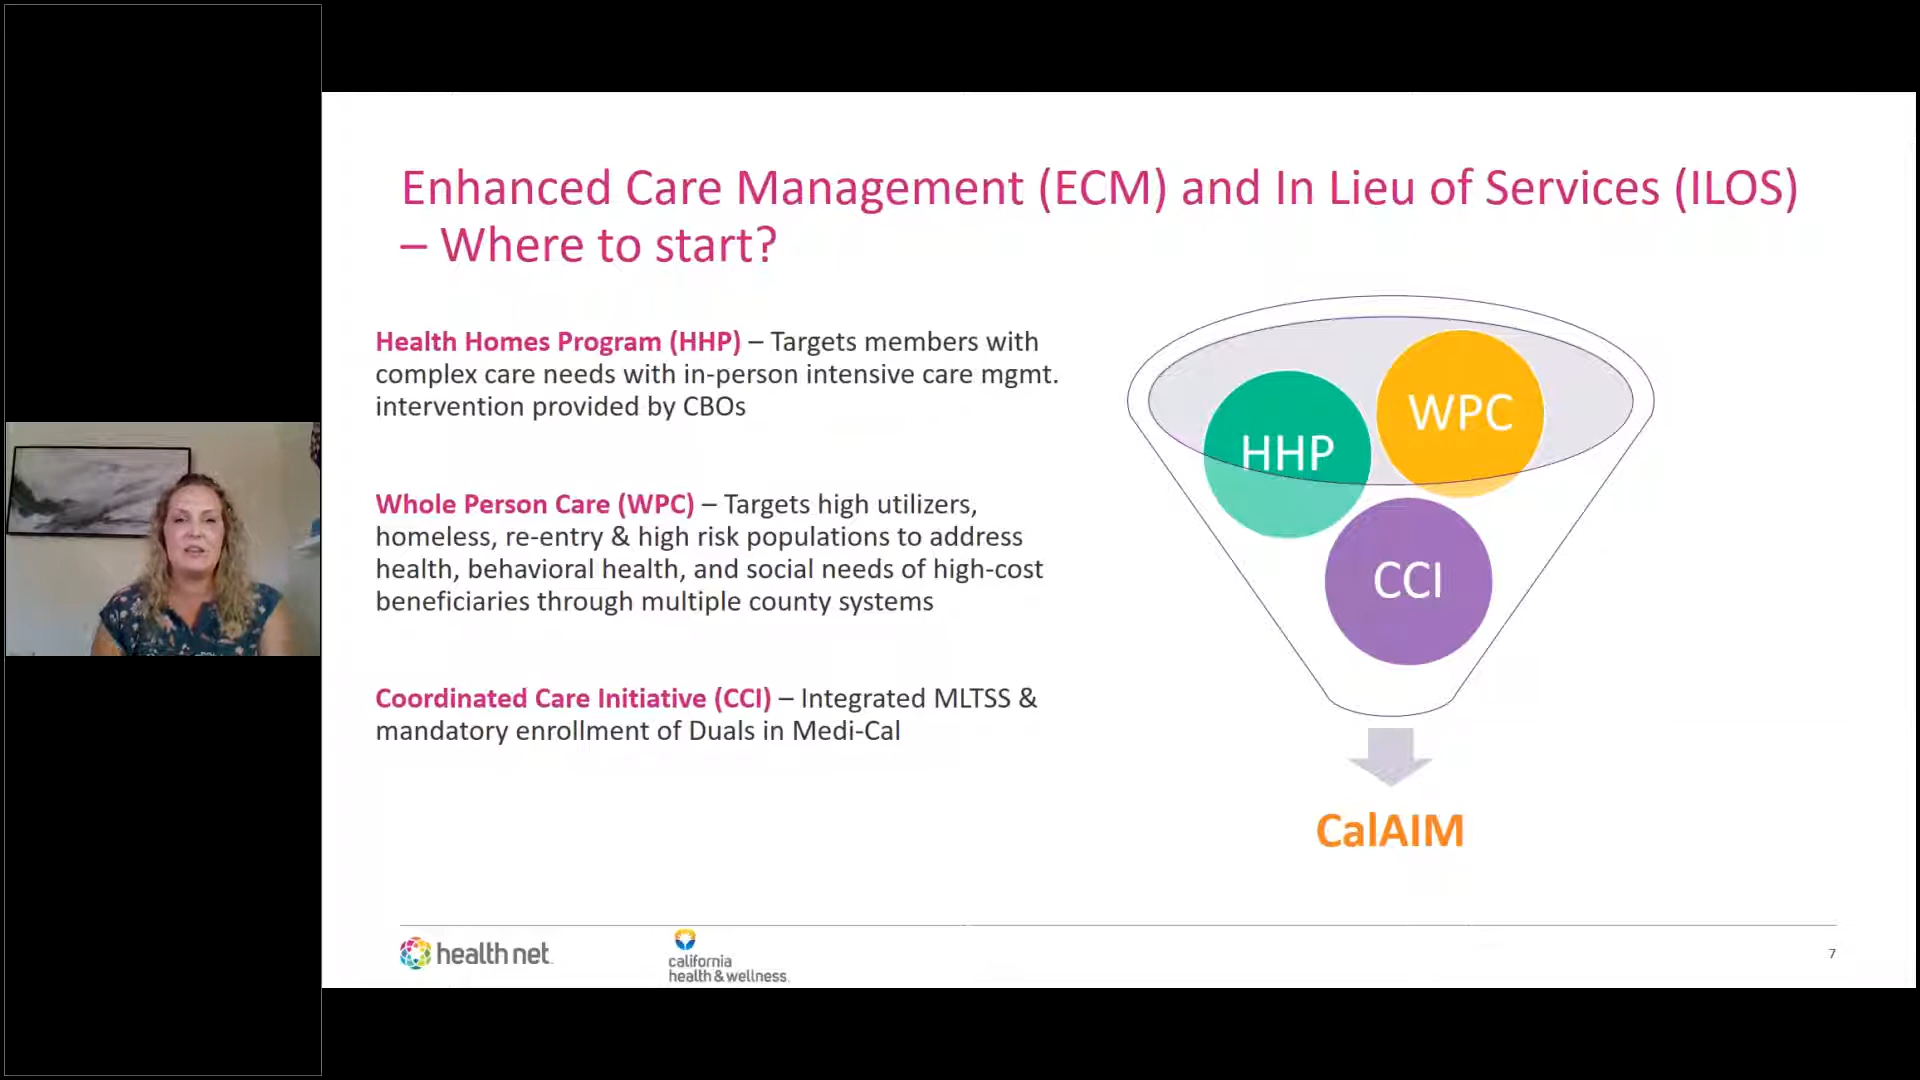 Enhanced Care Management (ECM) and In Lieu of Services (ILOS)
– Where to start?
Health Homes Program (HHP) – Targets members with
complex care needs with in-person intensive care mgmt.
intervention provided by CBOs
Whole Person Care (WPC) – Targets high utilizers,
homeless, re-entry & high risk populations to address
health, behavioral health, and social needs of high-cost
beneficiaries through multiple county systems
Coordinated Care Initiative (CCI) – Integrated MLTSS &
mandatory enrollment of Duals in Medi-Cal
WPC
HHP
CCI
CalAIM
health net
california
health & wellness
7